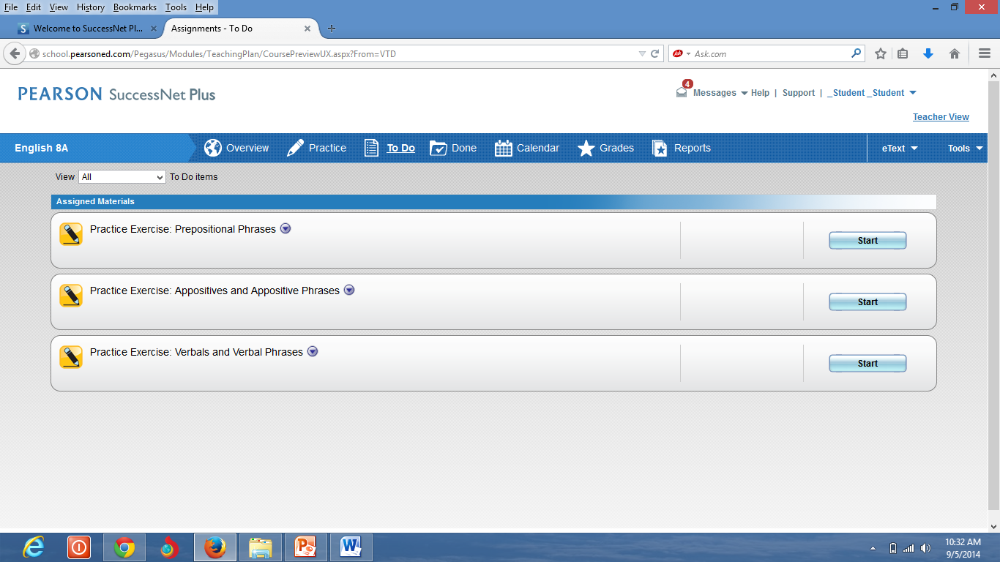 File Edit View History Bookmarks Tools Help
S Welcome to SuccessNet Pl... × Assignments - To Do ×
school.pearsoned.com/Pegasus/Modules/TeachingPlan/CoursePreviewUX.aspx?From=VTD Ask Ask.com
PEARSON SuccessNet Plus
4
Messages Help | Support | _Student _Student
Teacher View
English 8A Overview Practice To Do Done Calendar Grades Reports eText Tools
View All To Do items
Assigned Materials
Practice Exercise: Prepositional Phrases Start
Practice Exercise: Appositives and Appositive Phrases Start
Practice Exercise: Verbals and Verbal Phrases Start
10:32 AM
9/5/2014